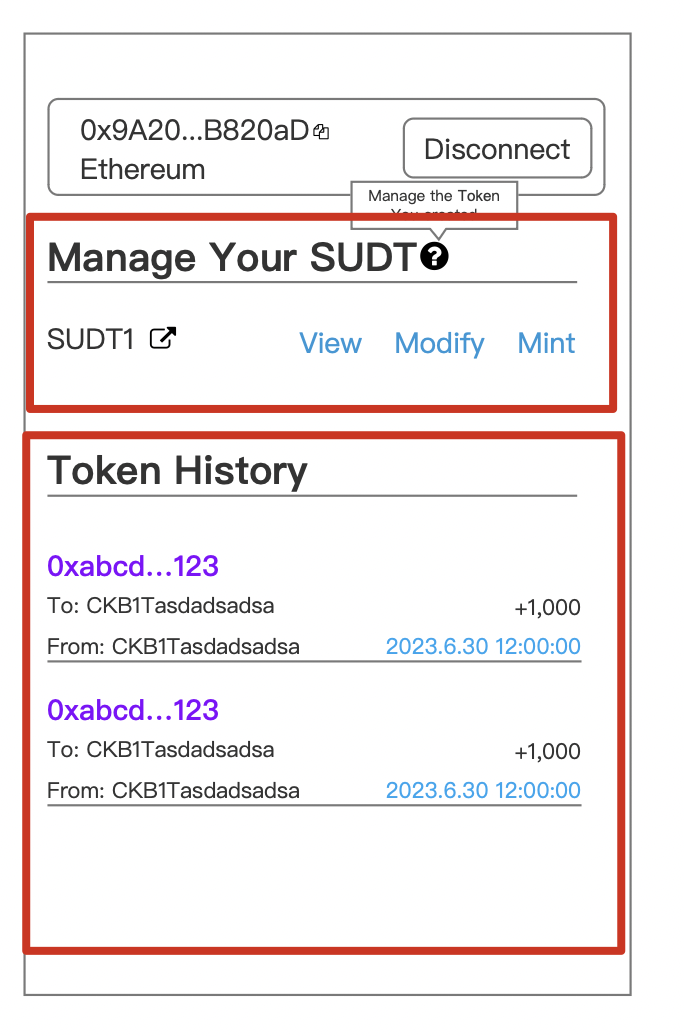 0x9A20...B820aD
Ethereum
Disconnect
Manage the Token
You created
Manage Your SUDT?
SUDT1
View Modify Mint
Token History
0xabcd...123
To: CKB1Tasdadsadsa
+1,000
From: CKB1Tasdadsadsa
2023.6.30 12:00:00
0xabcd...123
To: CKB1Tasdadsadsa
+1,000
From: CKB1Tasdadsadsa
2023.6.30 12:00:00